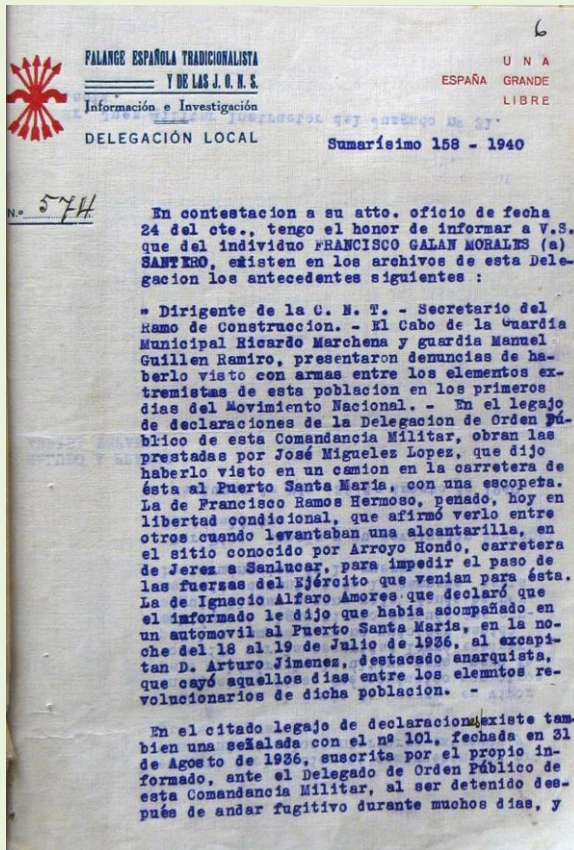 6
FALANGE ESPAÑOLA TRADICIONALISTA
Y DE LAS J. O. N. S.
Información e Investigación
DELEGACIÓN LOCAL
UNA
ESPAÑA GRANDE
LIBRE
Sumarísimo 158 - 1940
N.º 574
En contestacion a su atto. oficio de fecha
24 del cte., tengo el honor de informar a V.S.
que del individuo FRANCISCO GALAN MORALES (a)
SANTERO, existen en los archivos de esta Dele-
gacion los antecedentes siguientes :
" Dirigente de la C. N. T. - Secretario del
Ramo de Construccion. - El Cabo de la Guardia
Municipal Ricardo Marchena y guardia Manuel
Guillen Ramiro, presentaron denuncias de ha-
berlo visto con armas entre los elementos ex-
tremistas de esta poblacion en los primeros
dias del Movimiento Nacional. - En el legajo
de declaraciones de la Delegacion de Orden Pú-
blico de esta Comandancia Militar, obran las
prestadas por José Miguelez Lopez, que dijo
haberlo visto en un camion en la carretera de
ésta al Puerto Santa Maria, con una escopeta.
La de Francisco Ramos Hermoso, penado, hoy en
libertad condicional, que afirmó verlo entre
otros cuando levantaban una alcantarilla, en
el sitio conocido por Arroyo Hondo, carretera
de Jerez a Sanlucar, para impedir el paso de
las fuerzas del Ejército que venian para ésta.
La de Ignacio Alfaro Amores que declaró que
el informado le dijo que habia acompañado en
un automovil al Puerto Santa Maria, en la no-
che del 18 al 19 de Julio de 1936, al excapi-
tan D. Arturo Jimenez, destacado anarquista,
que cayó aquellos dias entre los elemntos re-
volucionarios de dicha poblacion. -
En el citado legajo de declaraciones existe tam-
bien una señalada con el nº 101, fechada en 31
de Agosto de 1936, suscrita por el propio in-
formado, ante el Delegado de Orden Público de
esta Comandancia Militar, al ser detenido des-
pués de andar fugitivo durante muchos dias, y